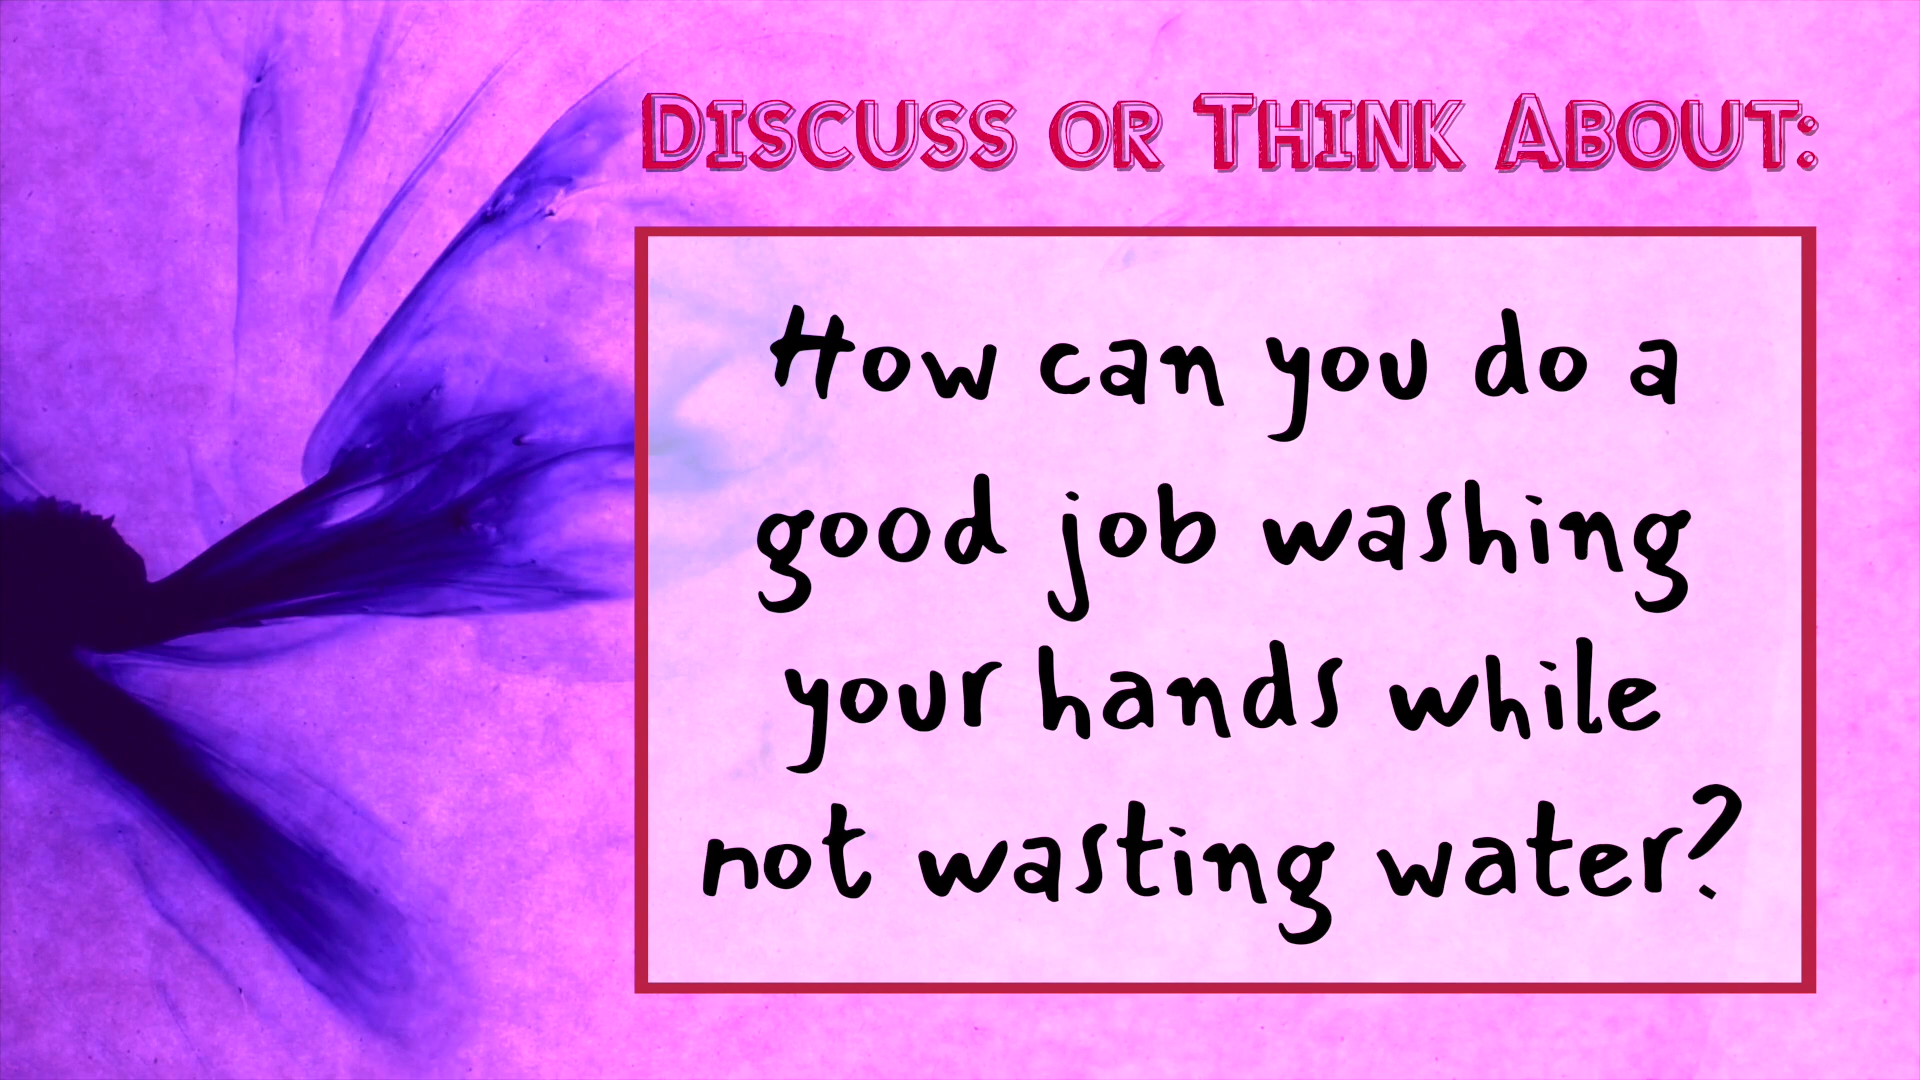 Discuss or Think About:
How can you do a
good job washing
your hands while
not wasting water?